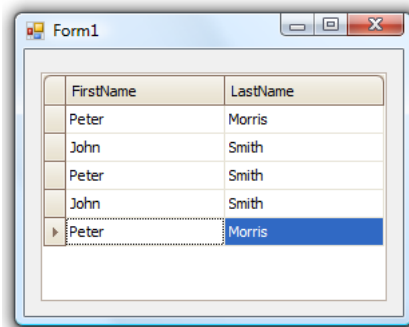 Form1
FirstName LastName
Peter Morris
John Smith
Peter Smith
John Smith
Peter Morris